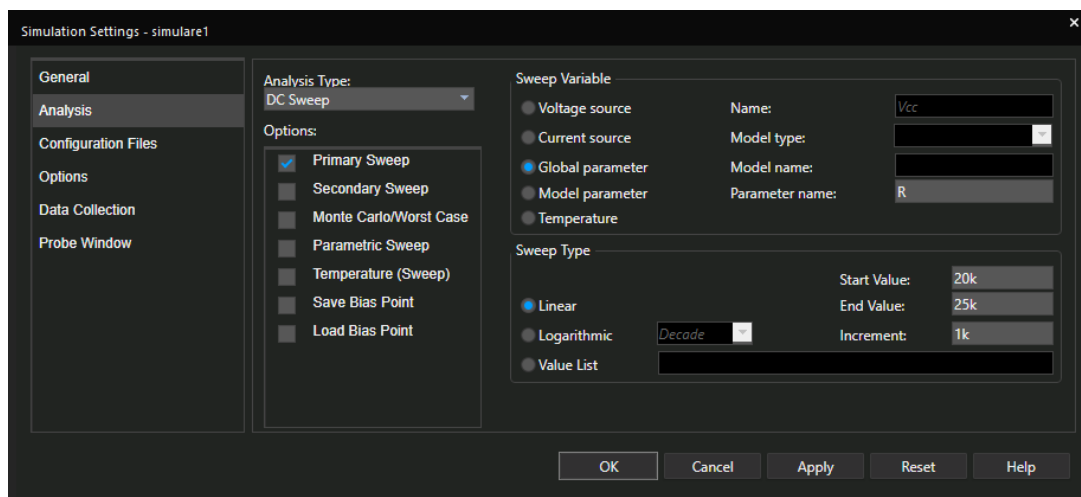 Simulation Settings - simulare1
×
General
Analysis
Configuration Files
Options
Data Collection
Probe Window
Analysis Type:
DC Sweep
Options:
Primary Sweep
Secondary Sweep
Monte Carlo/Worst Case
Parametric Sweep
Temperature (Sweep)
Save Bias Point
Load Bias Point
Sweep Variable
Voltage source Name: Vcc
Current source Model type:
Global parameter Model name:
Model parameter Parameter name: R
Temperature
Sweep Type
Start Value: 20k
Linear End Value: 25k
Logarithmic Decade Increment: 1k
Value List
OK Cancel Apply Reset Help